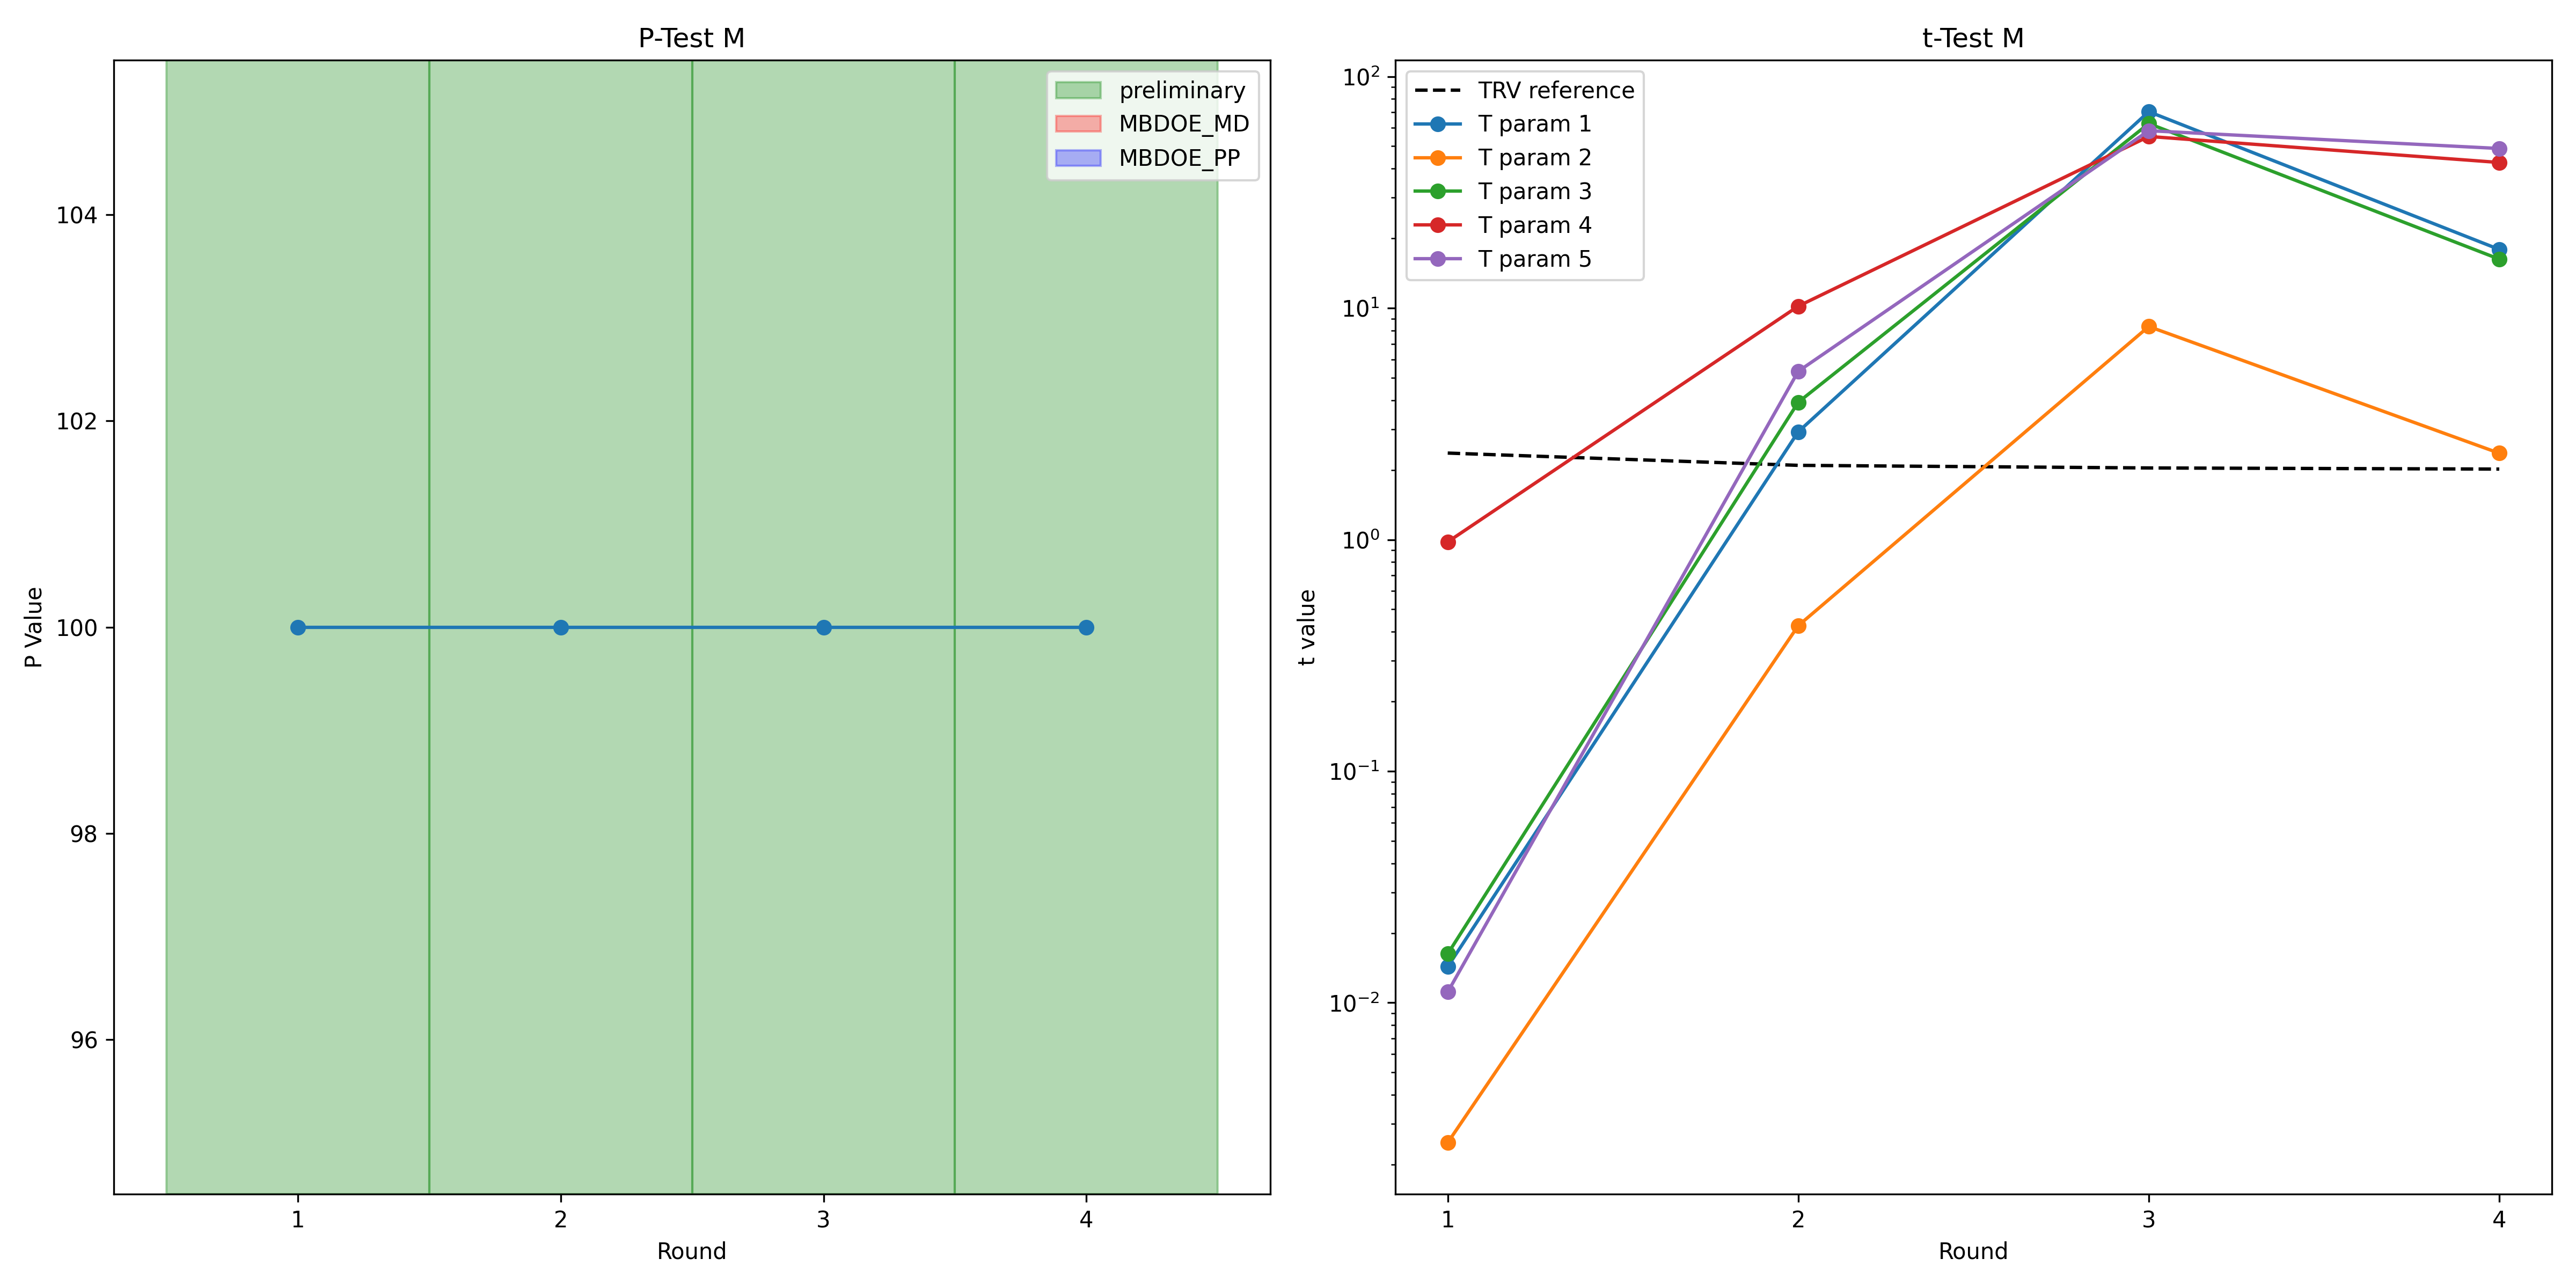 P-Test M
P Value
104
102
100
98
96
1 2 3 4
Round
preliminary
MBDOE_MD
MBDOE_PP
t-Test M
t value
10²
10¹
10⁰
10⁻¹
10⁻²
1 2 3 4
Round
TRV reference
T param 1
T param 2
T param 3
T param 4
T param 5